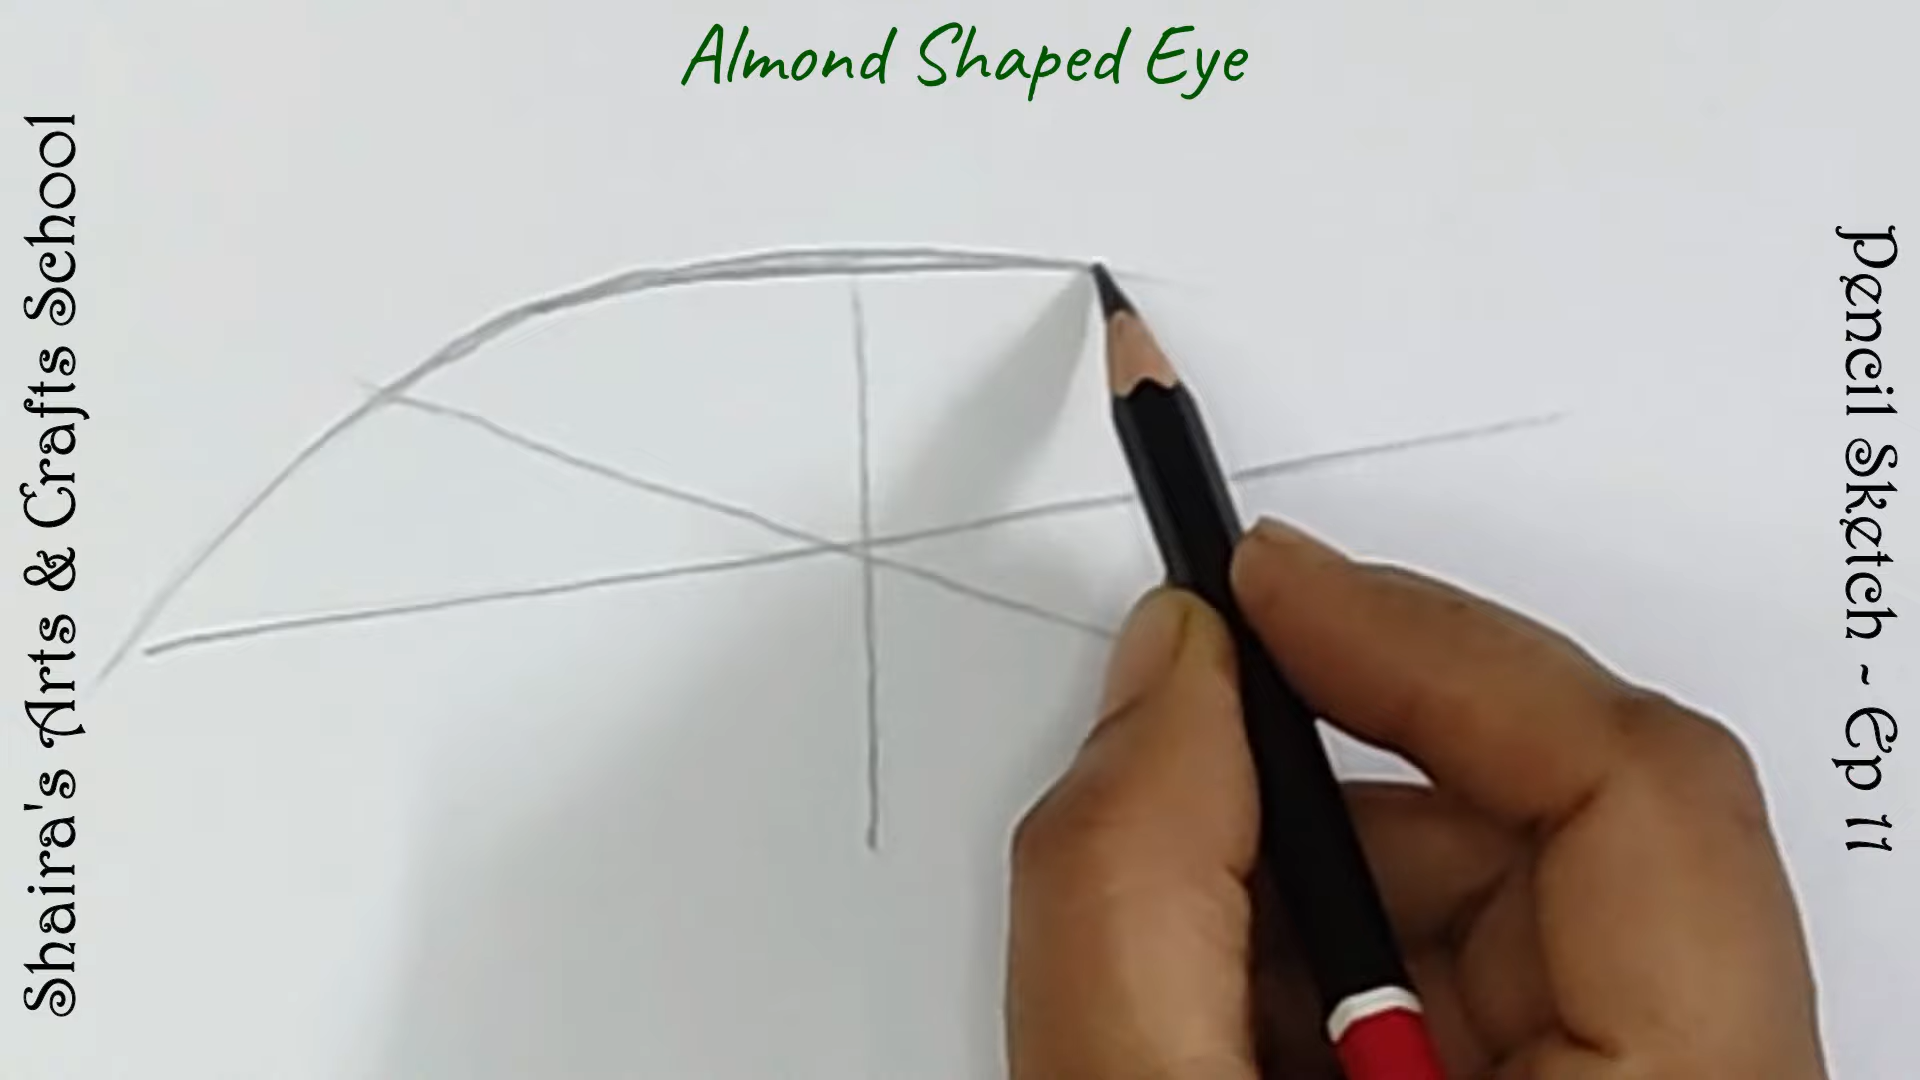 Almond Shaped Eye
Shaira's Arts & Crafts School
Pencil Sketch ~ Ep 11